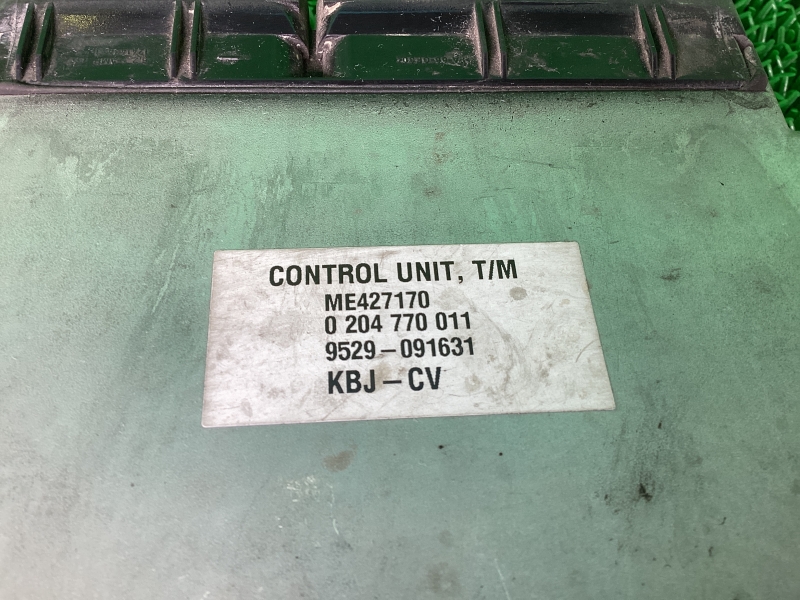 CONTROL UNIT, T/M
ME427170
0 204 770 011
9529-091631
KBJ-CV